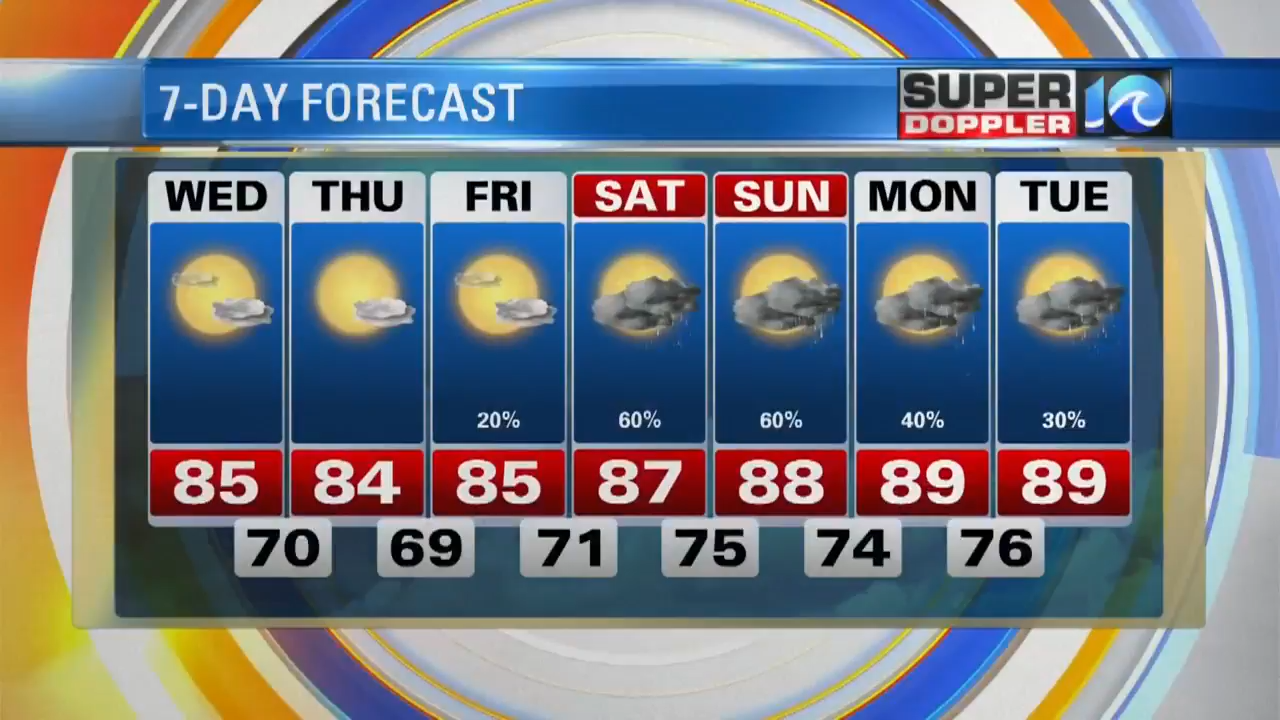 7-DAY FORECAST
SUPER
DOPPLER 10
WED THU FRI SAT SUN MON TUE
20% 60% 60% 40% 30%
85 84 85 87 88 89 89
70 69 71 75 74 76